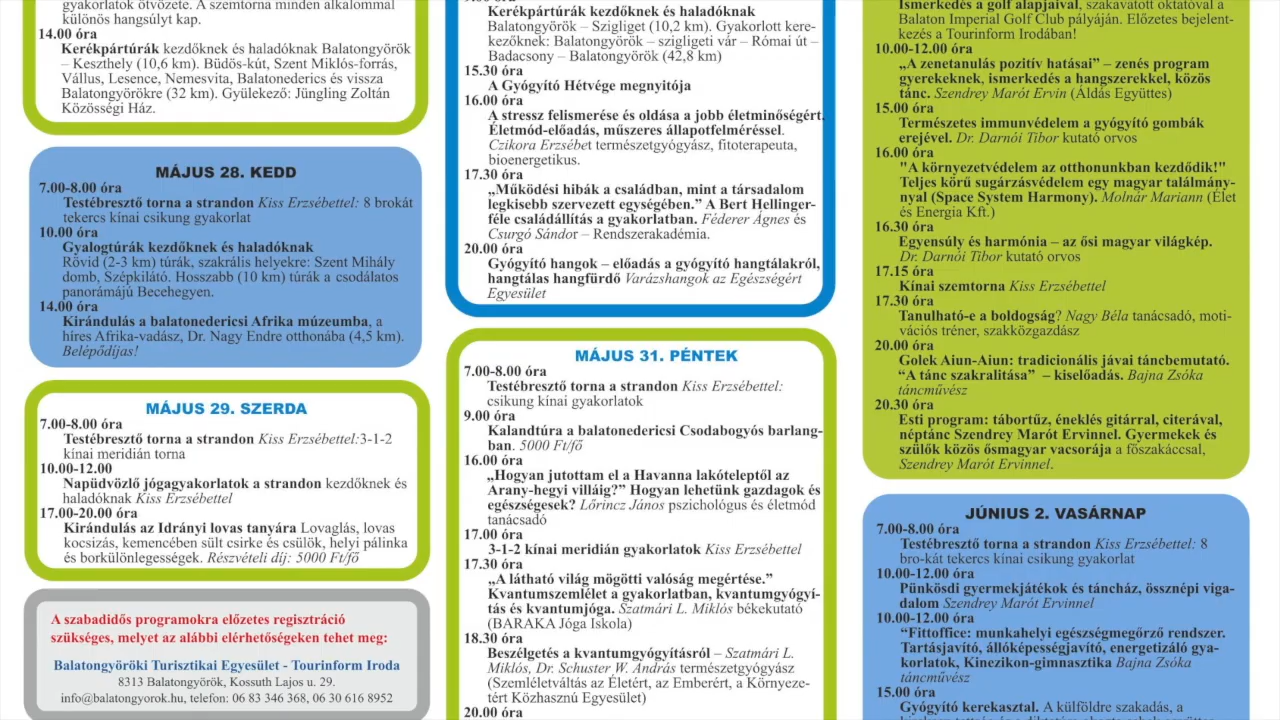 gyakorlatok ötvözete. A szemtorna minden alkalommal
különös hangsúlyt kap.
14.00 óra
Kerékpártúrák kezdőknek és haladóknak Balatongyörök
– Keszthely (10,6 km). Büdös-kút, Szent Miklós-forrás,
Vállus, Lesence, Nemesvita, Balatonederics és vissza
Balatongyörökre (32 km). Gyülekező: Jüngling Zoltán
Közösségi Ház.
MÁJUS 28. KEDD
7.00-8.00 óra
Testébresztő torna a strandon Kiss Erzsébettel: 8 brokát
tekercs kínai csikung gyakorlat
10.00 óra
Gyalogtúrák kezdőknek és haladóknak
Rövid (2-3 km) túrák, szakrális helyekre: Szent Mihály
domb, Szépkilátó. Hosszabb (10 km) túrák a csodálatos
panorámájú Becehegyen.
14.00 óra
Kirándulás a balatonedericsi Afrika múzeumba, a
híres Afrika-vadász, Dr. Nagy Endre otthonába (4,5 km).
Belépődíjas!
MÁJUS 29. SZERDA
7.00-8.00 óra
Testébresztő torna a strandon Kiss Erzsébettel:3-1-2
kínai meridián torna
10.00-12.00
Napüdvözlő jógagyakorlatok a strandon kezdőknek és
haladóknak Kiss Erzsébettel
17.00-20.00 óra
Kirándulás az Idrányi lovas tanyára Lovaglás, lovas
kocsizás, kemencében sült csirke és csülök, helyi pálinka
és borkülönlegességek. Részvételi díj: 5000 Ft/fő
A szabadidős programokra előzetes regisztráció
szükséges, melyet az alábbi elérhetőségeken tehet meg:
Balatongyöröki Turisztikai Egyesület - Tourinform Iroda
8313 Balatongyörök, Kossuth Lajos u. 29.
info@balatongyorok.hu, telefon: 06 83 346 368, 06 30 616 8952
Kerékpártúrák kezdőknek és haladóknak
Balatongyörök – Szigliget (10,2 km). Gyakorlott kere-
kezőknek: Balatongyörök – szigligeti vár – Római út –
Badacsony – Balatongyörök (42,8 km)
15.30 óra
A Gyógyító Hétvége megnyitója
16.00 óra
A stressz felismerése és oldása a jobb életminőségért.
Életmód-előadás, műszeres állapotfelméréssel.
Czikora Erzsébet természetgyógyász, fitoterapeuta,
bioenergetikus.
17.30 óra
„Működési hibák a családban, mint a társadalom
legkisebb szervezett egységében.” A Bert Hellinger-
féle családállítás a gyakorlatban. Féderer Ágnes és
Csurgó Sándor – Rendszerakadémia.
20.00 óra
Gyógyító hangok – előadás a gyógyító hangtálakról,
hangtálas hangfürdő Varázshangok az Egészségért
Egyesület
MÁJUS 31. PÉNTEK
7.00-8.00 óra
Testébresztő torna a strandon Kiss Erzsébettel:
csikung kínai gyakorlatok
9.00 óra
Kalandtúra a balatonedericsi Csodabogyós barlang-
ban. 5000 Ft/fő
16.00 óra
„Hogyan jutottam el a Havanna lakóteleptől az
Arany-hegyi villáig?” Hogyan lehetünk gazdagok és
egészségesek? Lőrincz János pszichológus és életmód
tanácsadó
17.00 óra
3-1-2 kínai meridián gyakorlatok Kiss Erzsébettel
17.30 óra
„A látható világ mögötti valóság megértése.”
Kvantumszemlélet a gyakorlatban, kvantumgyógyí-
tás és kvantumjóga. Szatmári L. Miklós békekutató
(BARAKA Jóga Iskola)
18.30 óra
Beszélgetés a kvantumgyógyításról – Szatmári L.
Miklós, Dr. Schuster W. András természetgyógyász
(Szemléletváltás az Életért, az Emberért, a Környeze-
tért Közhasznú Egyesület)
20.00 óra
Ismerkedés a golf alapjaival, szakavatott oktatóval a
Balaton Imperial Golf Club pályáján. Előzetes bejelent-
kezés a Tourinform Irodában!
10.00-12.00 óra
„A zenetanulás pozitív hatásai” – zenés program
gyerekeknek, ismerkedés a hangszerekkel, közös
tánc. Szendrey Marót Ervin (Áldás Együttes)
15.00 óra
Természetes immunvédelem a gyógyító gombák
erejével. Dr. Darnói Tibor kutató orvos
16.00 óra
"A környezetvédelem az otthonunkban kezdődik!"
Teljes körű sugárzásvédelem egy magyar találmány-
nyal (Space System Harmony). Molnár Mariann (Élet
és Energia Kft.)
16.30 óra
Egyensúly és harmónia – az ősi magyar világkép.
Dr. Darnói Tibor kutató orvos
17.15 óra
Kínai szemtorna Kiss Erzsébettel
17.30 óra
Tanulható-e a boldogság? Nagy Béla tanácsadó, moti-
vációs tréner, szakközgazdász
20.00 óra
Golek Aiun-Aiun: tradicionális jávai táncbemutató.
“A tánc szakralitása” – kiselőadás. Bajna Zsóka
táncművész
20.30 óra
Esti program: tábortűz, éneklés gitárral, citerával,
néptánc Szendrey Marót Ervinnel. Gyermekek és
szülők közös ősmagyar vacsorája a főszakáccsal,
Szendrey Marót Ervinnel.
JÚNIUS 2. VASÁRNAP
7.00-8.00 óra
Testébresztő torna a strandon Kiss Erzsébettel: 8
bro-kát tekercs kínai csikung gyakorlat
10.00-12.00 óra
Pünkösdi gyermekjátékok és táncház, össznépi viga-
dalom Szendrey Marót Ervinnel
10.00-12.00 óra
“Fittoffice: munkahelyi egészségmegőrző rendszer.
Tartásjavító, állóképességjavító, energetizáló gya-
korlatok, Kinezikon-gimnasztika Bajna Zsóka
táncművész
15.00 óra
Gyógyító kerekasztal. A külföldre szakadás, a